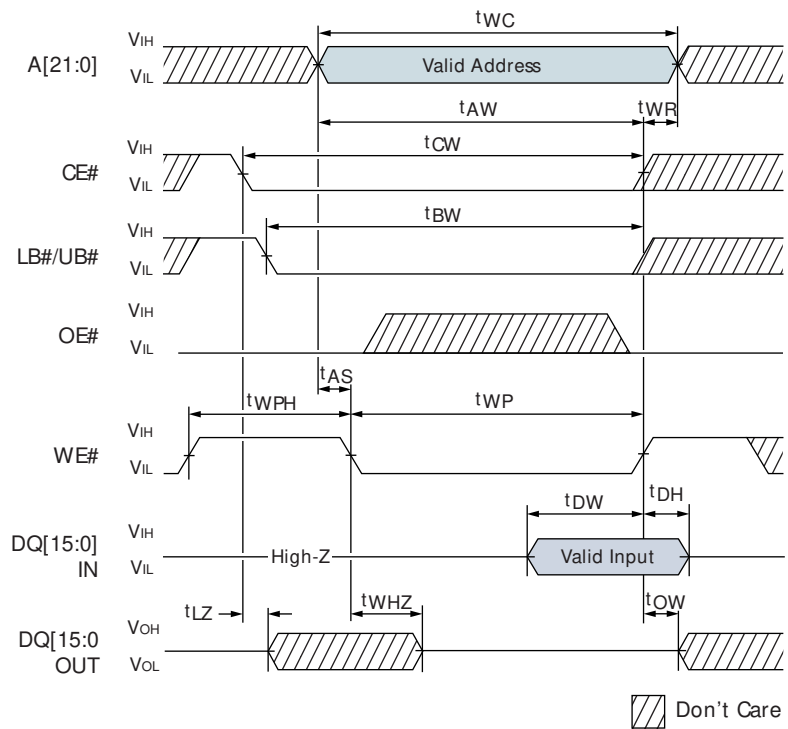 tWC
A[21:0] VIH VIL Valid Address
tAW tWR
CE# VIH VIL tCW
LB#/UB# VIH VIL tBW
OE# VIH VIL
tAS
tWPH tWP
WE# VIH VIL
tDW tDH
DQ[15:0] IN VIH VIL High-Z Valid Input
tLZ tWHZ tOW
DQ[15:0 OUT VOH VOL
Don't Care